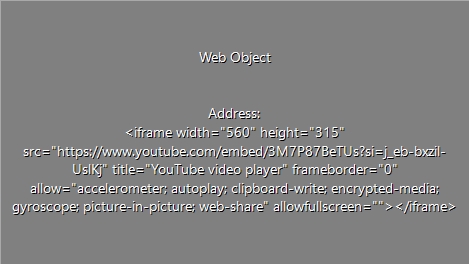 Web Object
Address:
<iframe width="560" height="315"
src="https://www.youtube.com/embed/3M7P87BeTUs?si=j_eb-bxzil-
UslKj" title="YouTube video player" frameborder="0"
allow="accelerometer; autoplay; clipboard-write; encrypted-media;
gyroscope; picture-in-picture; web-share" allowfullscreen=""></iframe>